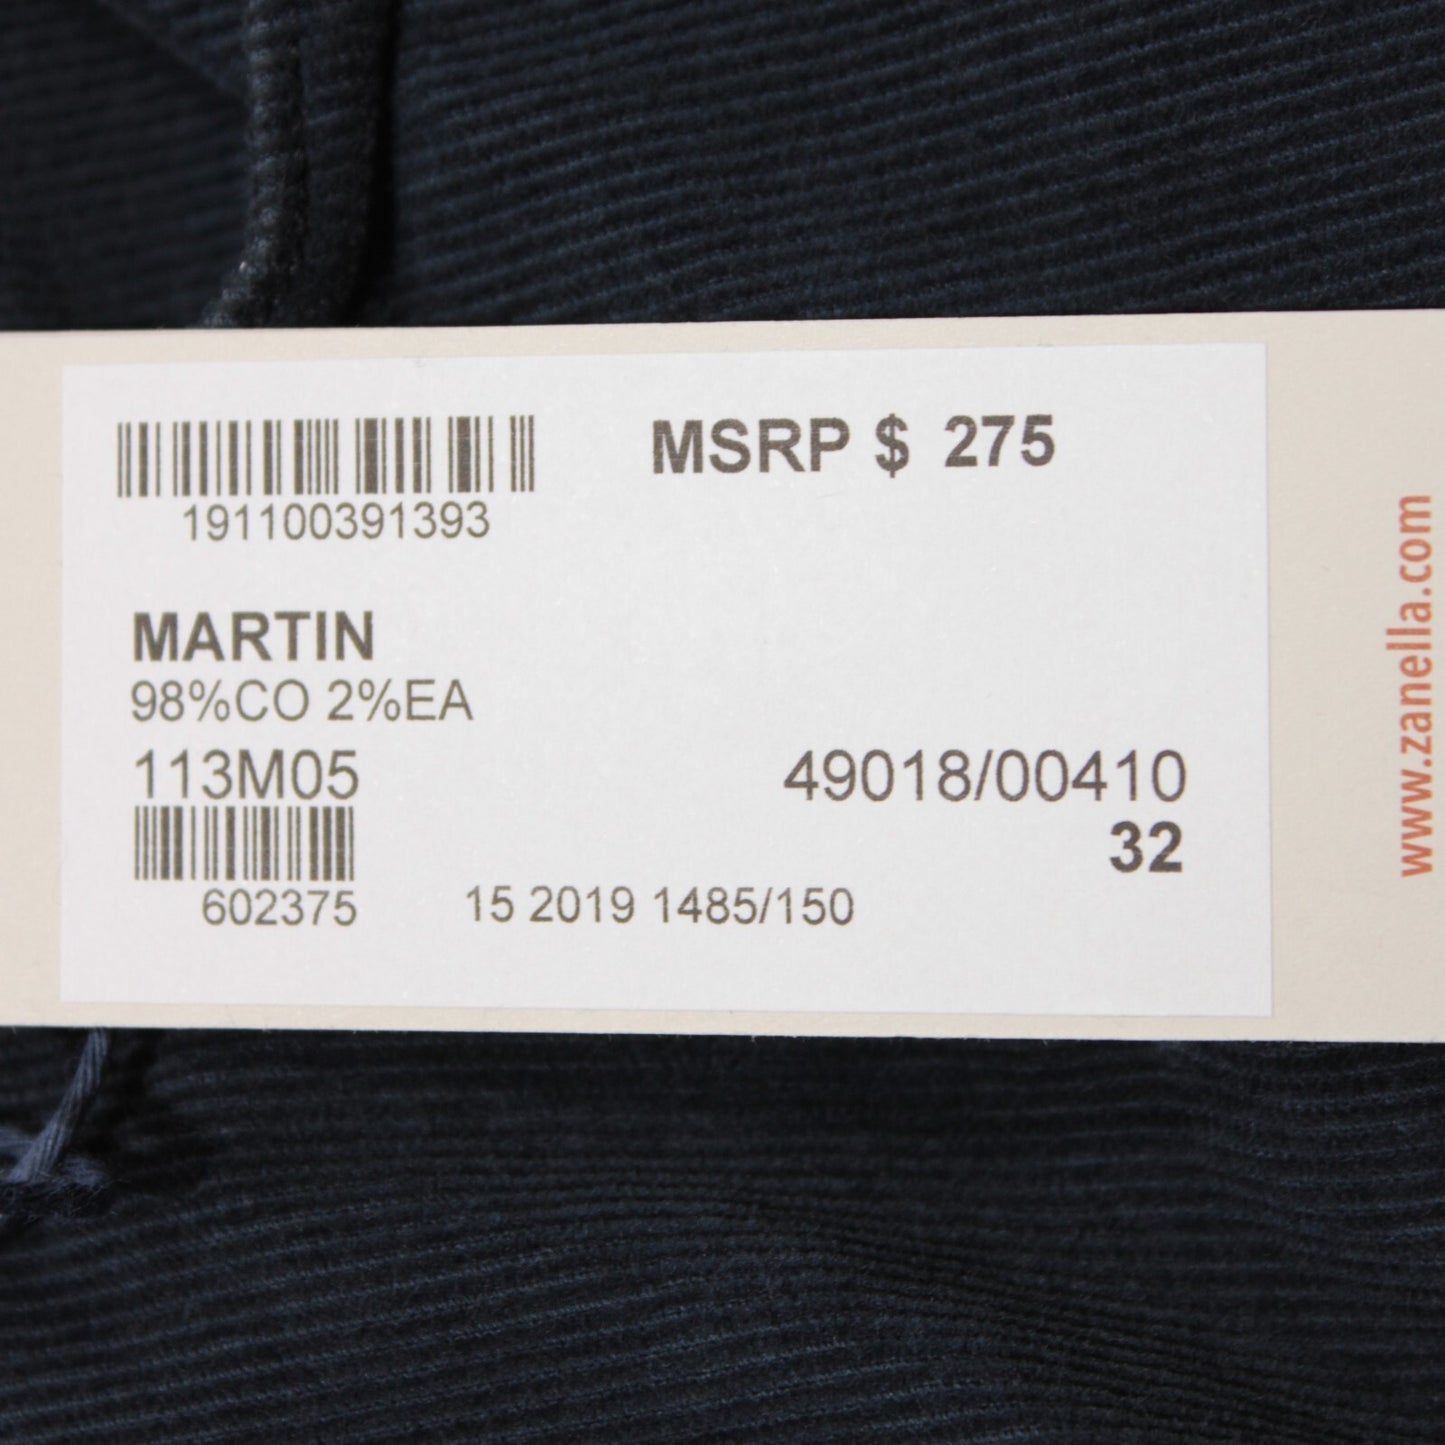 MSRP $ 275
191100391393
MARTIN
98%CO 2%EA
113M05
49018/00410
32
602375
15 2019 1485/150
www.zanella.com